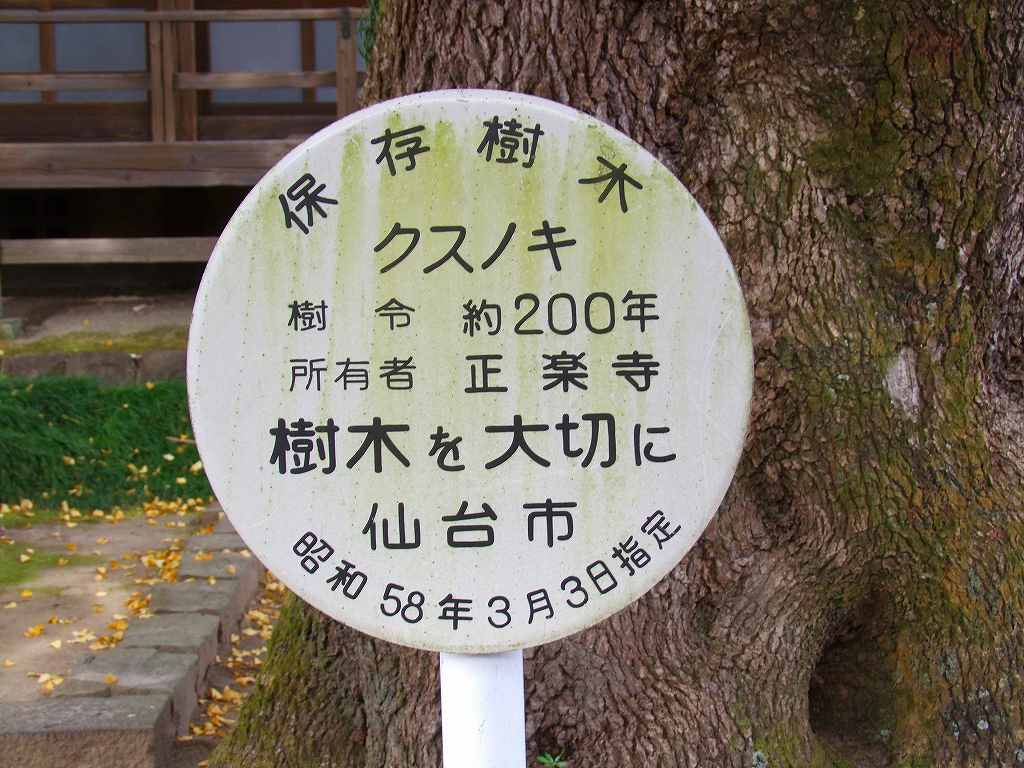 保存樹木
クスノキ
樹令 約200年
所有者 正楽寺
樹木を大切に
仙台市
昭和58年3月3日指定